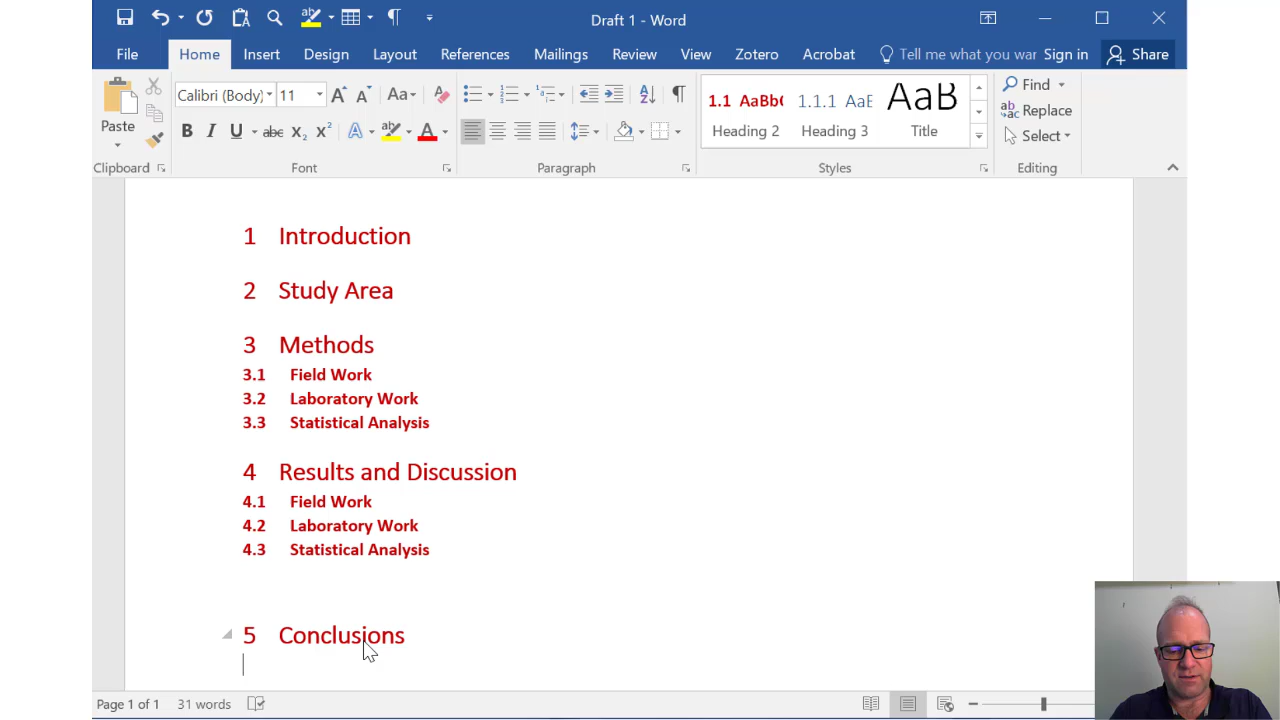 Draft 1 - Word
File Home Insert Design Layout References Mailings Review View Zotero Acrobat Tell me what you war Sign in Share
Paste
Calibri (Body) 11
Aa
B I U abc X₂ X²
A
1.1 AaBb(
Heading 2
1.1.1 AaE
Heading 3
AaB
Title
Find
Replace
Select
Clipboard Font Paragraph Styles Editing
1 Introduction
2 Study Area
3 Methods
3.1 Field Work
3.2 Laboratory Work
3.3 Statistical Analysis
4 Results and Discussion
4.1 Field Work
4.2 Laboratory Work
4.3 Statistical Analysis
5 Conclusions
Page 1 of 1 31 words